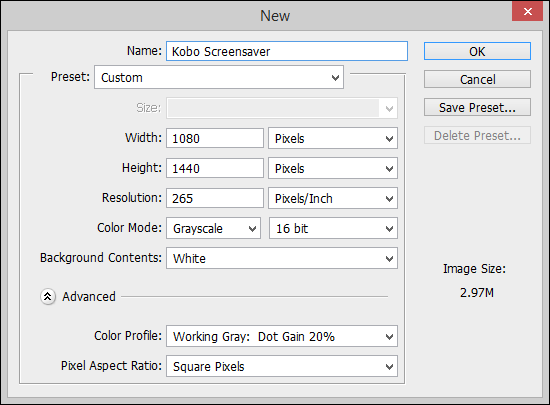 New
Name: Kobo Screensaver
OK
Preset: Custom
Cancel
Size:
Save Preset...
Width: 1080 Pixels
Delete Preset...
Height: 1440 Pixels
Resolution: 265 Pixels/Inch
Color Mode: Grayscale 16 bit
Background Contents: White
Image Size:
2.97M
Advanced
Color Profile: Working Gray: Dot Gain 20%
Pixel Aspect Ratio: Square Pixels